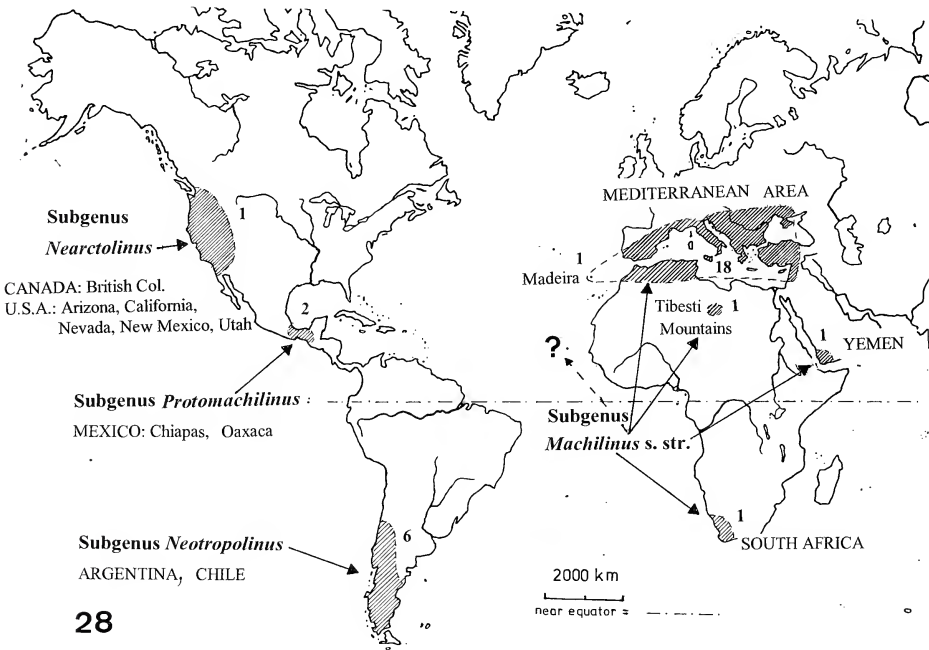 MEDITERRANEAN AREA
Subgenus
Nearctolinus
1
CANADA: British Col.
U.S.A.: Arizona, California,
Nevada, New Mexico, Utah
2
1
Madeira
18
Tibesti
Mountains
1
1
YEMEN
?
Subgenus Protomachilinus :
MEXICO: Chiapas, Oaxaca
Subgenus
Machilinus s. str.
Subgenus Neotropolinus
ARGENTINA, CHILE
6
1
SOUTH AFRICA
2000 km
near equator =
28